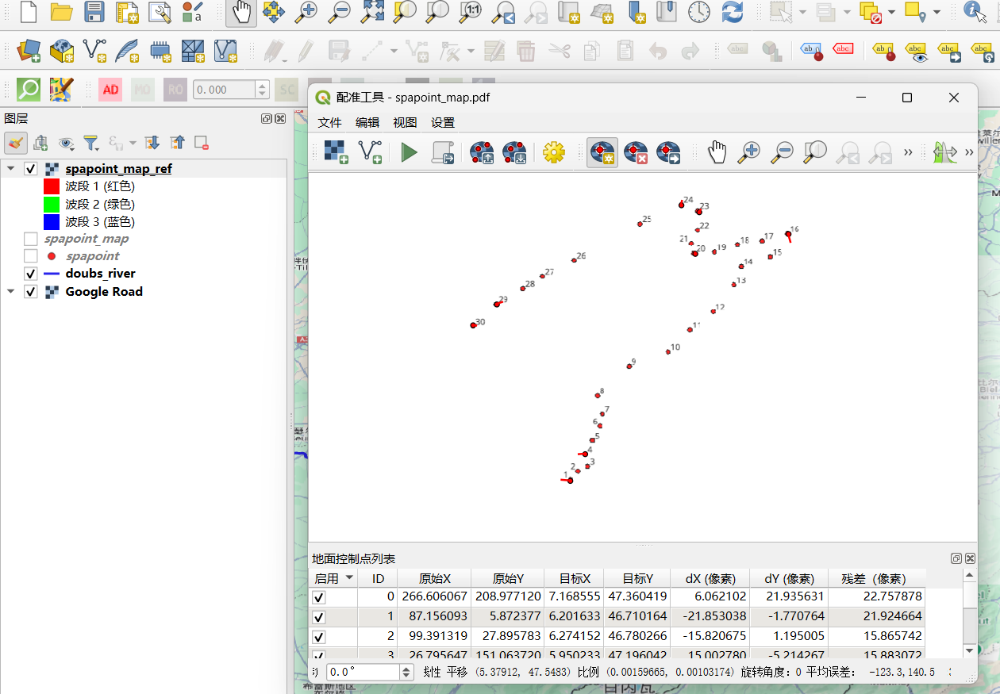 a
1:1
abc
ab
abc
ab
abc
abc
abc
AD
MO
RO
0.000
SC
图层
spapoint_map_ref
波段 1 (红色)
波段 2 (绿色)
波段 3 (蓝色)
spapoint_map
spapoint
doubs_river
Google Road
配准工具 - spapoint_map.pdf
文件 编辑 视图 设置
»
»
24
23
25
22
16
21
17
18
19
20
15
26
14
27
13
28
29
12
30
11
10
9
8
7
6
5
4
3
2
1
地面控制点列表
启用 ID 原始X 原始Y 目标X 目标Y dX (像素) dY (像素) 残差（像素)
0 266.606067 208.977120 7.168555 47.360419 6.062102 21.935631 22.757878
1 87.156093 5.872377 6.201633 46.710164 -21.853038 -1.770764 21.924664
2 99.391319 27.895783 6.274152 46.780266 -15.820675 1.195005 15.865742
3 26.795647 151.063720 5.950233 47.196042 15.002780 -5.214267 15.883072
0.0° 线性 平移 (5.37912, 47.5483) 比例 (0.00159665, 0.00103174) 旋转角度: 0 平均误差: -123.3,140.5